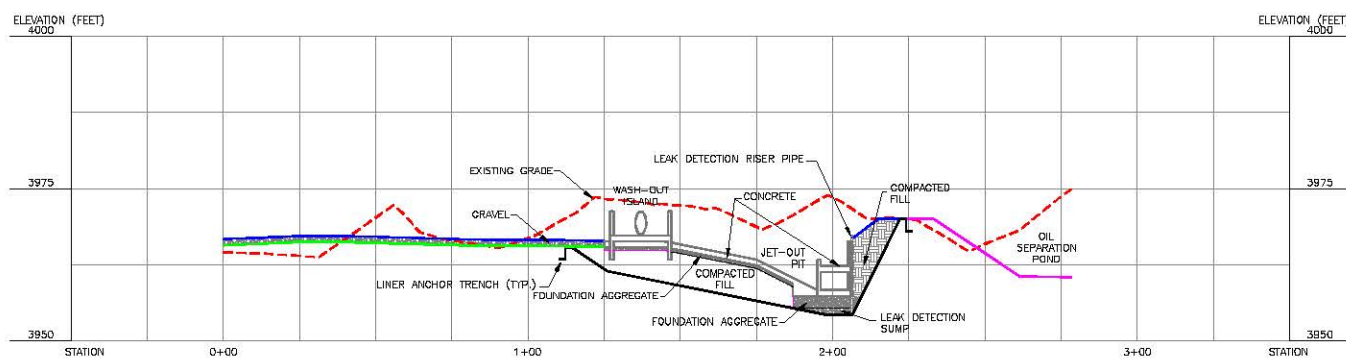 ELEVATION (FEET)
ELEVATION (FEET)
4000
4000
LEAK DETECTION RISER PIPE
EXISTING GRADE
COMPACTED
FILL
3975
WASH-OUT
ISLAND
CONCRETE
3975
GRAVEL
JET-OUT
PIT
OIL
SEPARATION
POND
COMPACTED
FILL
LINER ANCHOR TRENCH (TYP.)
FOUNDATION AGGREGATE
FOUNDATION AGGREGATE
LEAK DETECTION
SUMP
3950
3950
STATION
0+00
1+00
2+00
3+00
STATION